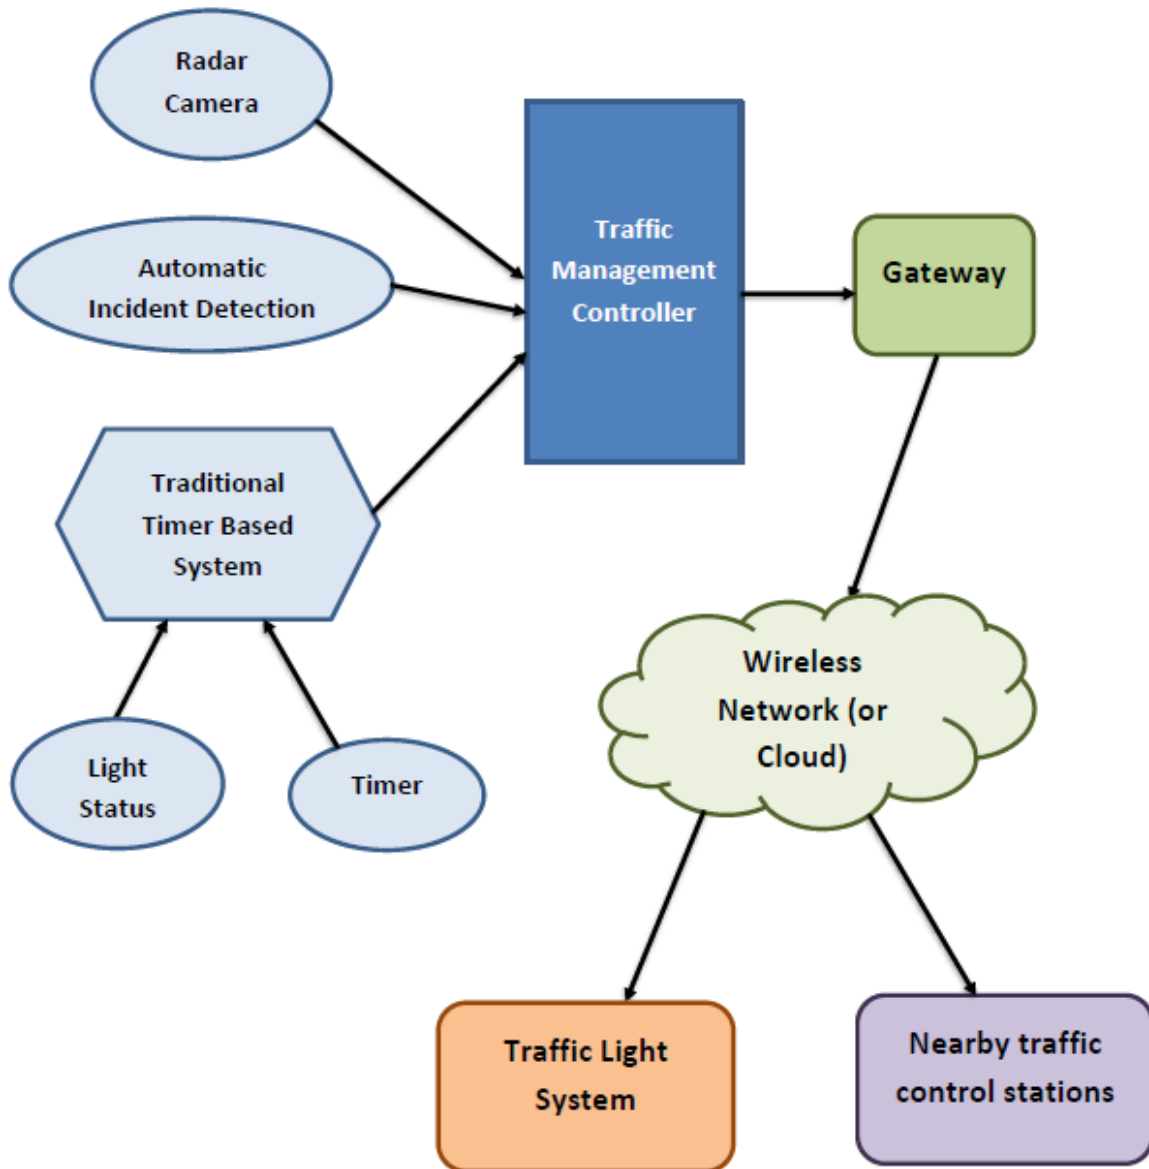 Radar
Camera
Automatic
Incident Detection
Traffic
Management
Controller
Gateway
Traditional
Timer Based
System
Light
Status
Timer
Wireless
Network (or
Cloud)
Traffic Light
System
Nearby traffic
control stations